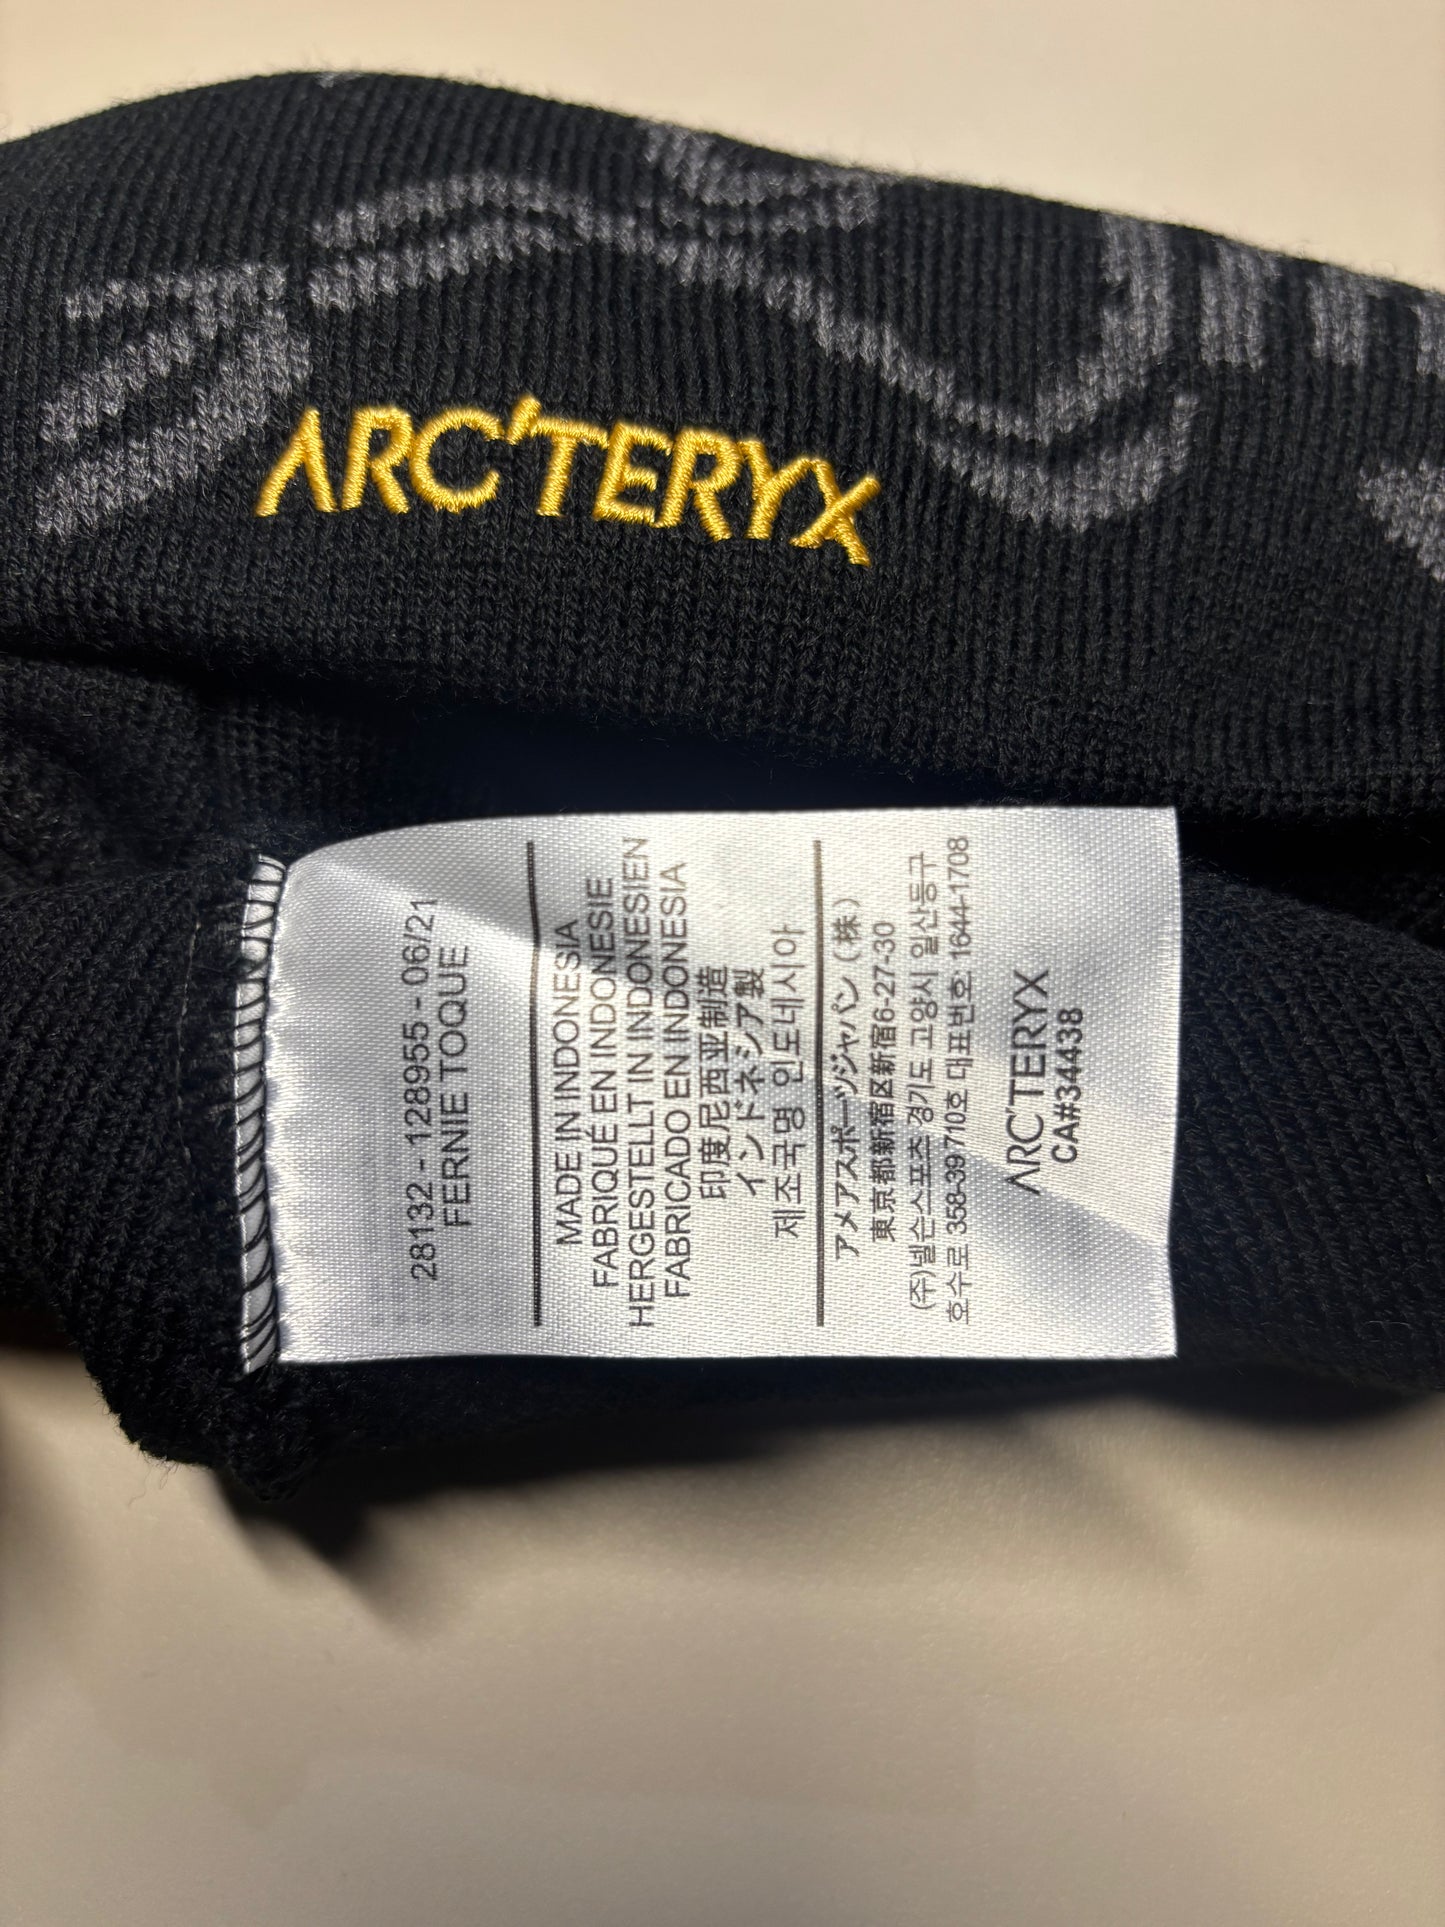 ARC'TERYX
28132 - 128955 - 06/21
FERNIE TOQUE
MADE IN INDONESIA
FABRIQUÉ EN INDONESIE
HERGESTELLT IN INDONESIEN
FABRICADO EN INDONESIA
印度尼西亚制造
インドネシア製
제조국명 인도네시아
アメアスポーツジャパン (株)
東京都新宿区新宿6-27-30
(주)넬슨스포츠 경기도 고양시 일산동구
호수로 358-39 710호 대표번호 1644-1708
ARC'TERYX
CA#34438